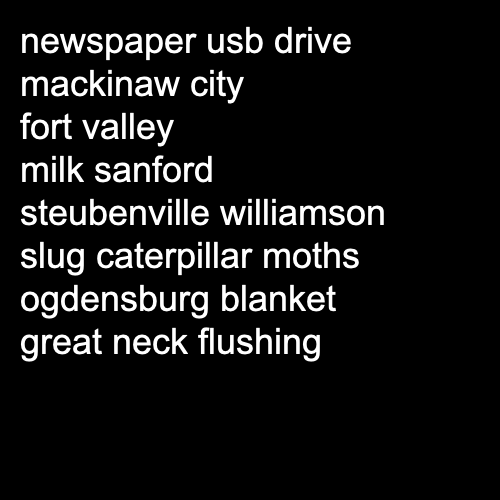 newspaper usb drive
mackinaw city
fort valley
milk sanford
steubenville williamson
slug caterpillar moths
ogdensburg blanket
great neck flushing